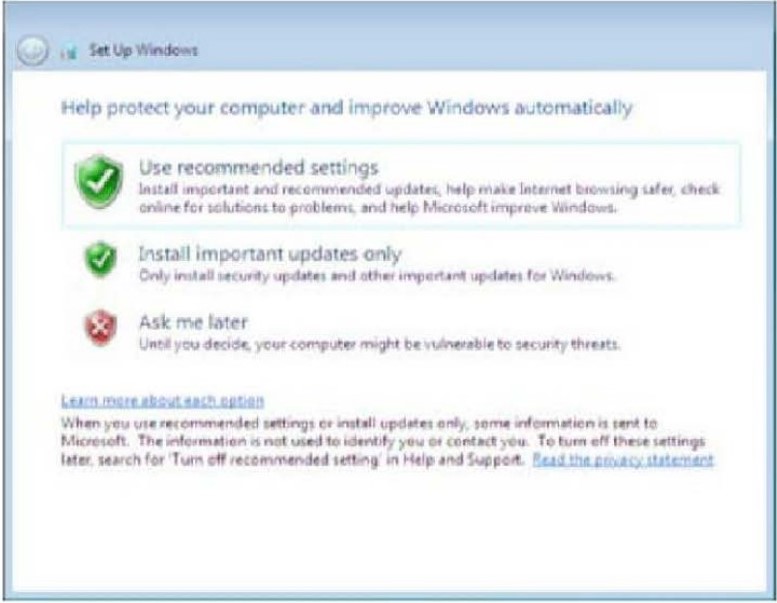 Set Up Windows
Help protect your computer and improve Windows automatically
Use recommended settings
Install important and recommended updates, help make Internet browsing safer, check
online for solutions to problems, and help Microsoft improve Windows.
Install important updates only
Only install security updates and other important updates for Windows.
Ask me later
Until you decide, your computer might be vulnerable to security threats.
Learn more about each option
When you use recommended settings or install updates only, some information is sent to
Microsoft. The information is not used to identify you or contact you. To turn off these settings
later, search for 'Turn off recommended setting' in Help and Support. Read the privacy statement